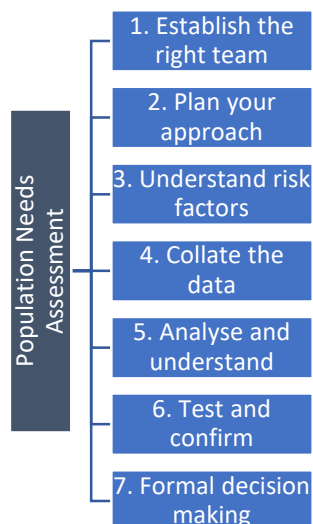 1. Establish the
right team
2. Plan your
approach
3. Understand risk
factors
Population Needs
Assessment
4. Collate the
data
5. Analyse and
understand
6. Test and
confirm
7. Formal decision
making